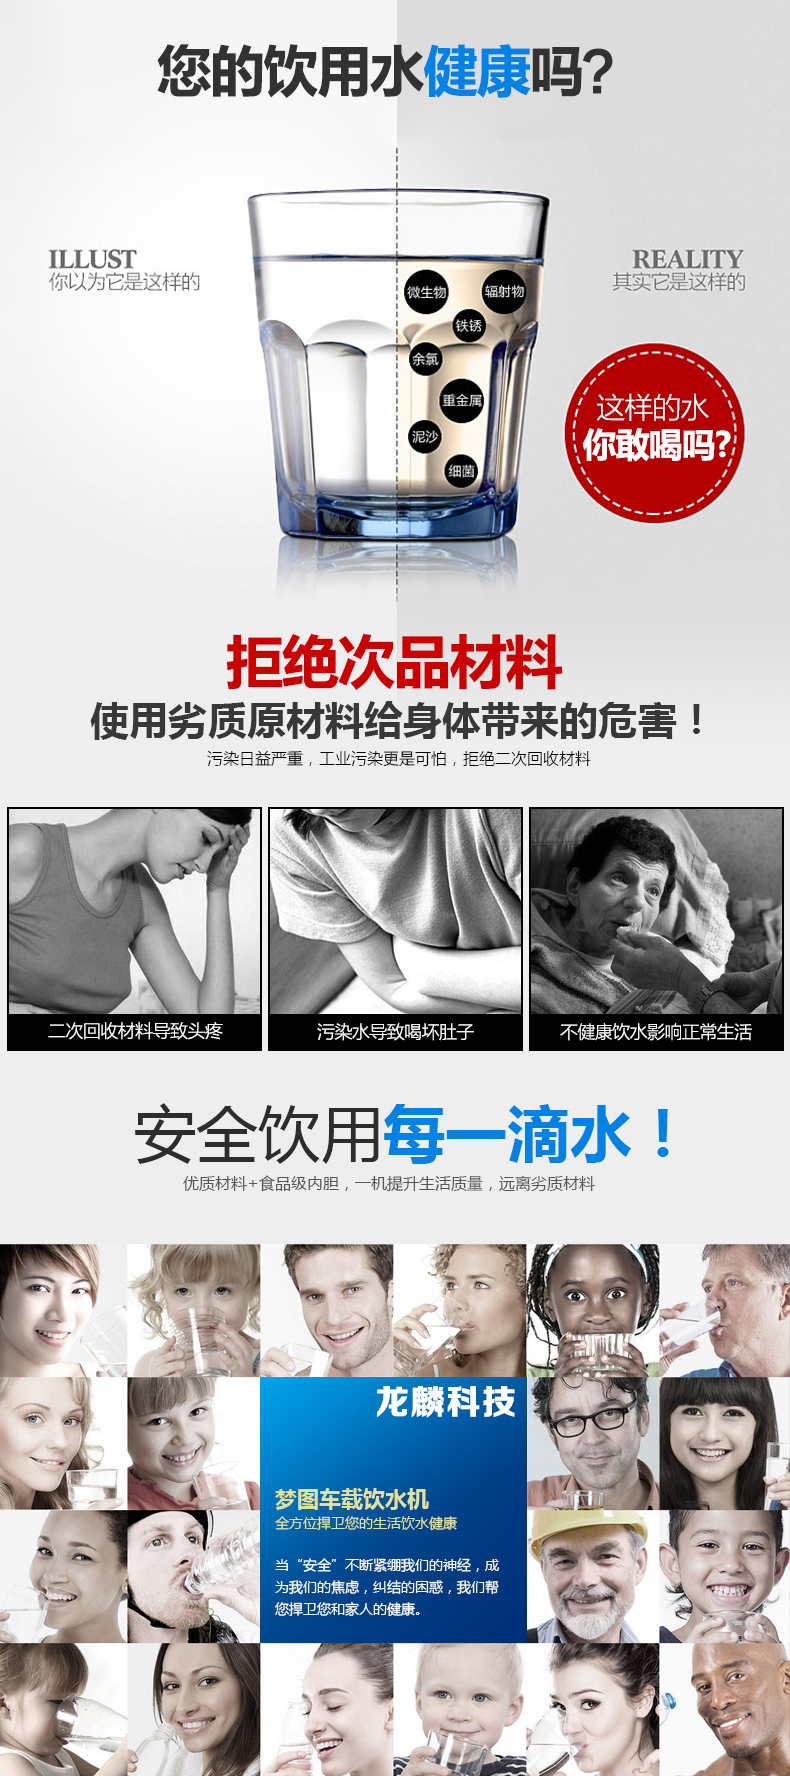 您的饮用水健康吗?
ILLUST
你以为它是这样的
REALITY
其实它是这样的
微生物
辐射物
铁锈
余氯
重金属
泥沙
细菌
这样的水
你敢喝吗?
拒绝次品材料
使用劣质原材料给身体带来的危害！
污染日益严重，工业污染更是可怕，拒绝二次回收材料
二次回收材料导致头疼
污染水导致喝坏肚子
不健康饮水影响正常生活
安全饮用每一滴水！
优质材料+食品级内胆，一机提升生活质量，远离劣质材料
龙麟科技
梦图车载饮水机
全方位捍卫您的生活饮水健康
当“安全”不断紧绷我们的神经，成
为我们的焦虑，纠结的困惑，我们帮
您捍卫您和家人的健康。